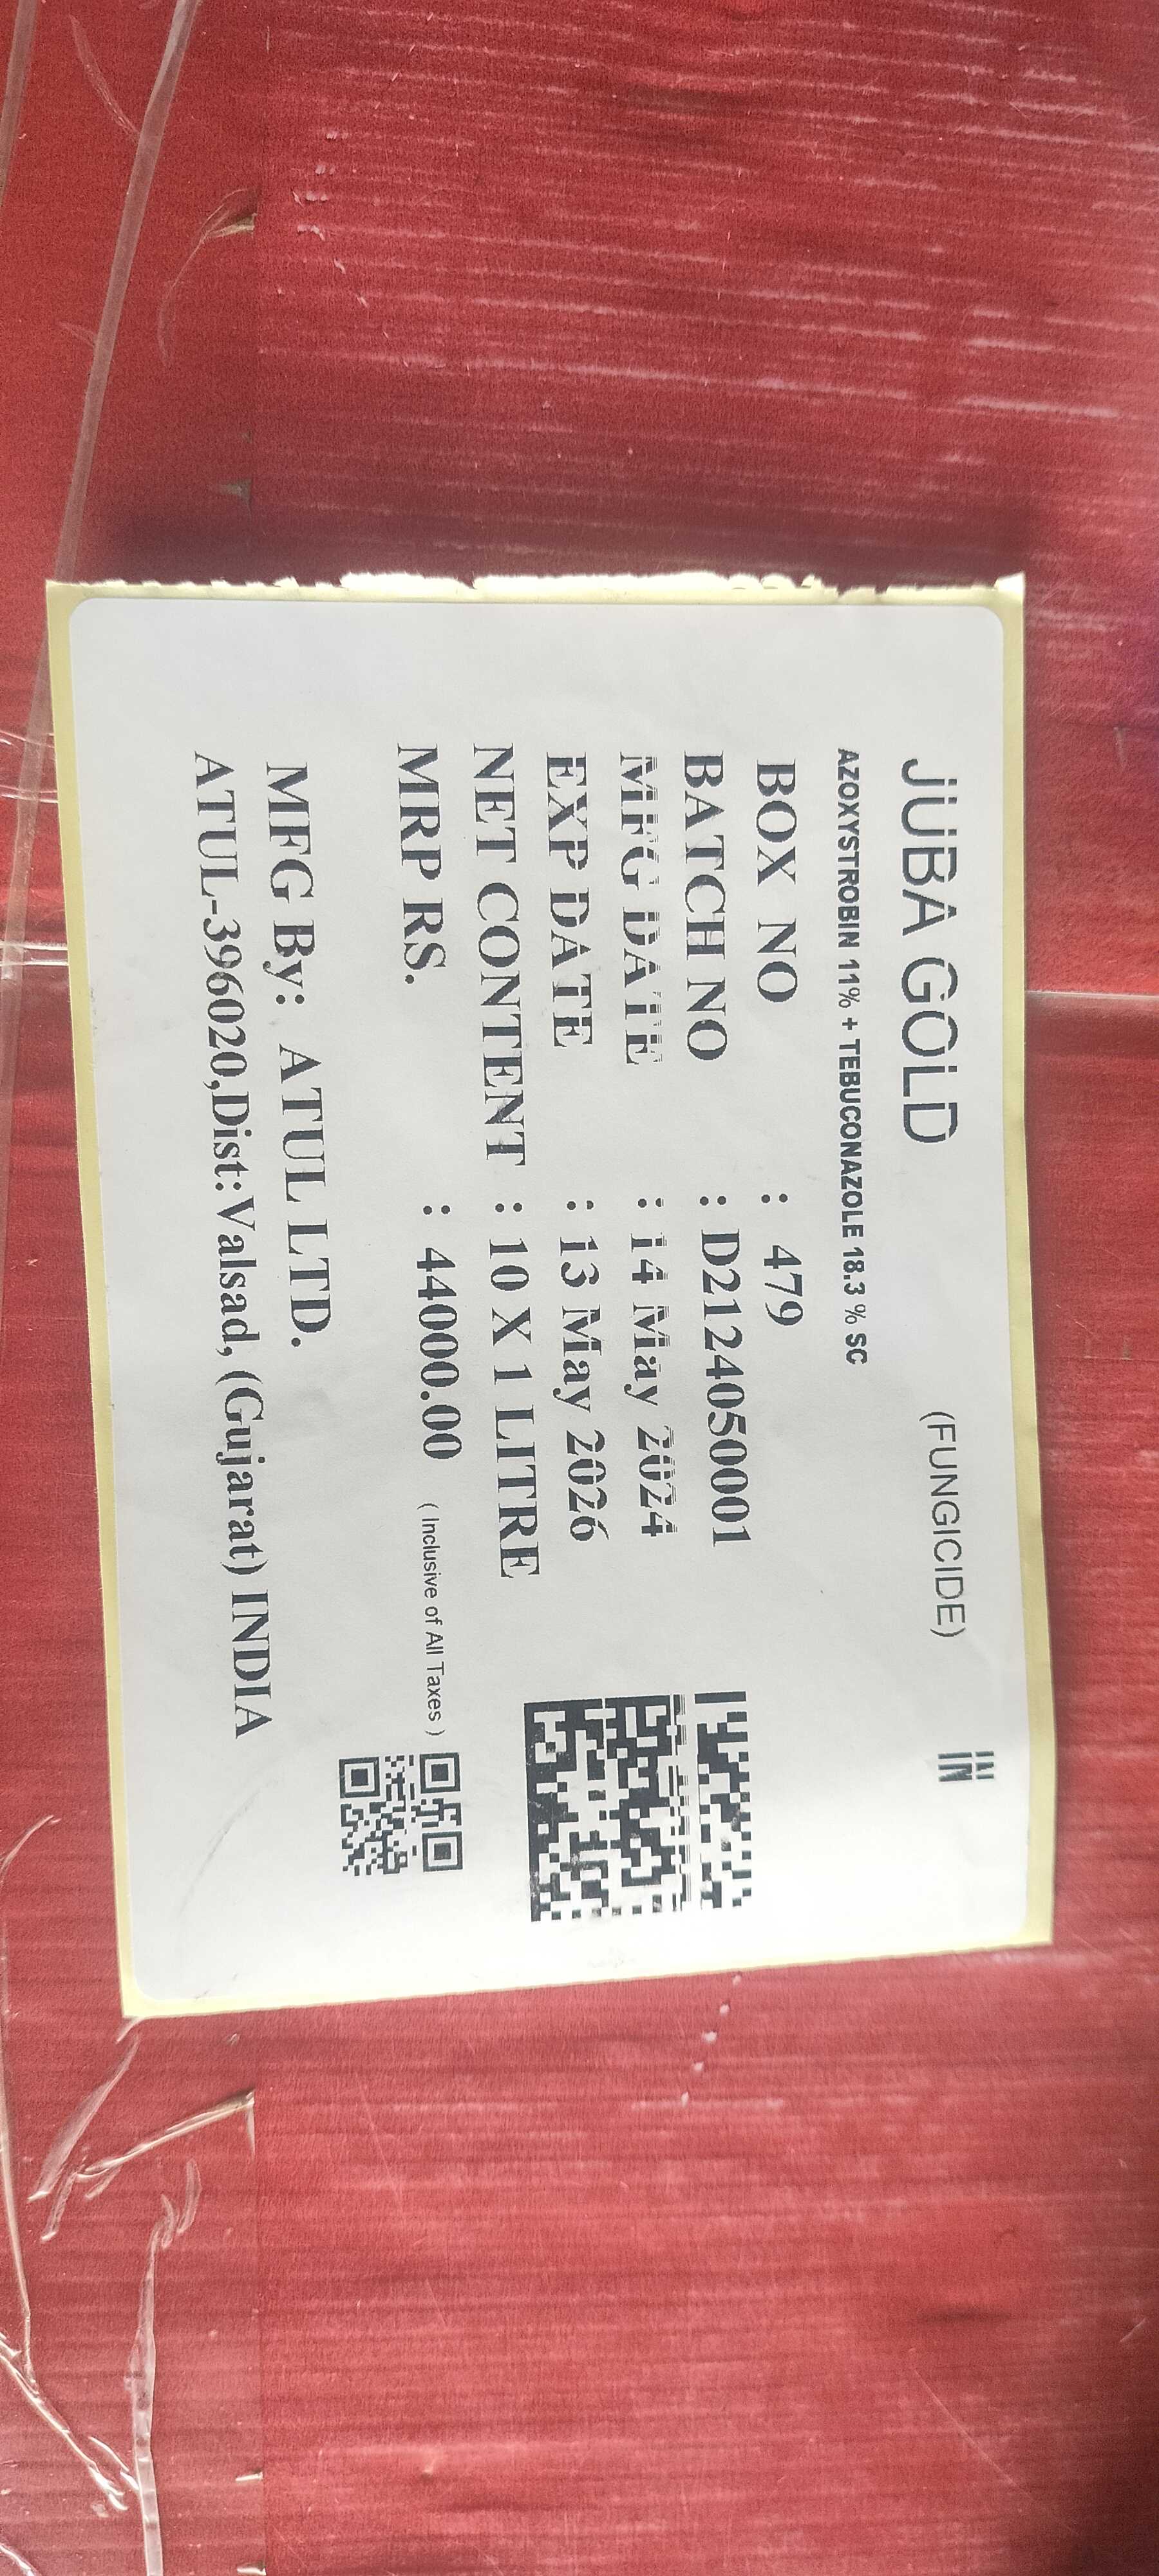 JUBA GOLD (FUNGICIDE) IN
AZOXYSTROBIN 11% + TEBUCONAZOLE 18.3 % SC
BOX NO : 479
BATCH NO : D2124050001
MFG DATE : 14 May 2024
EXP DATE : 13 May 2026
NET CONTENT : 10 X 1 LITRE
MRP RS. : 44000.00 ( Inclusive of All Taxes )
MFG By: ATUL LTD.
ATUL-396020,Dist:Valsad, (Gujarat) INDIA